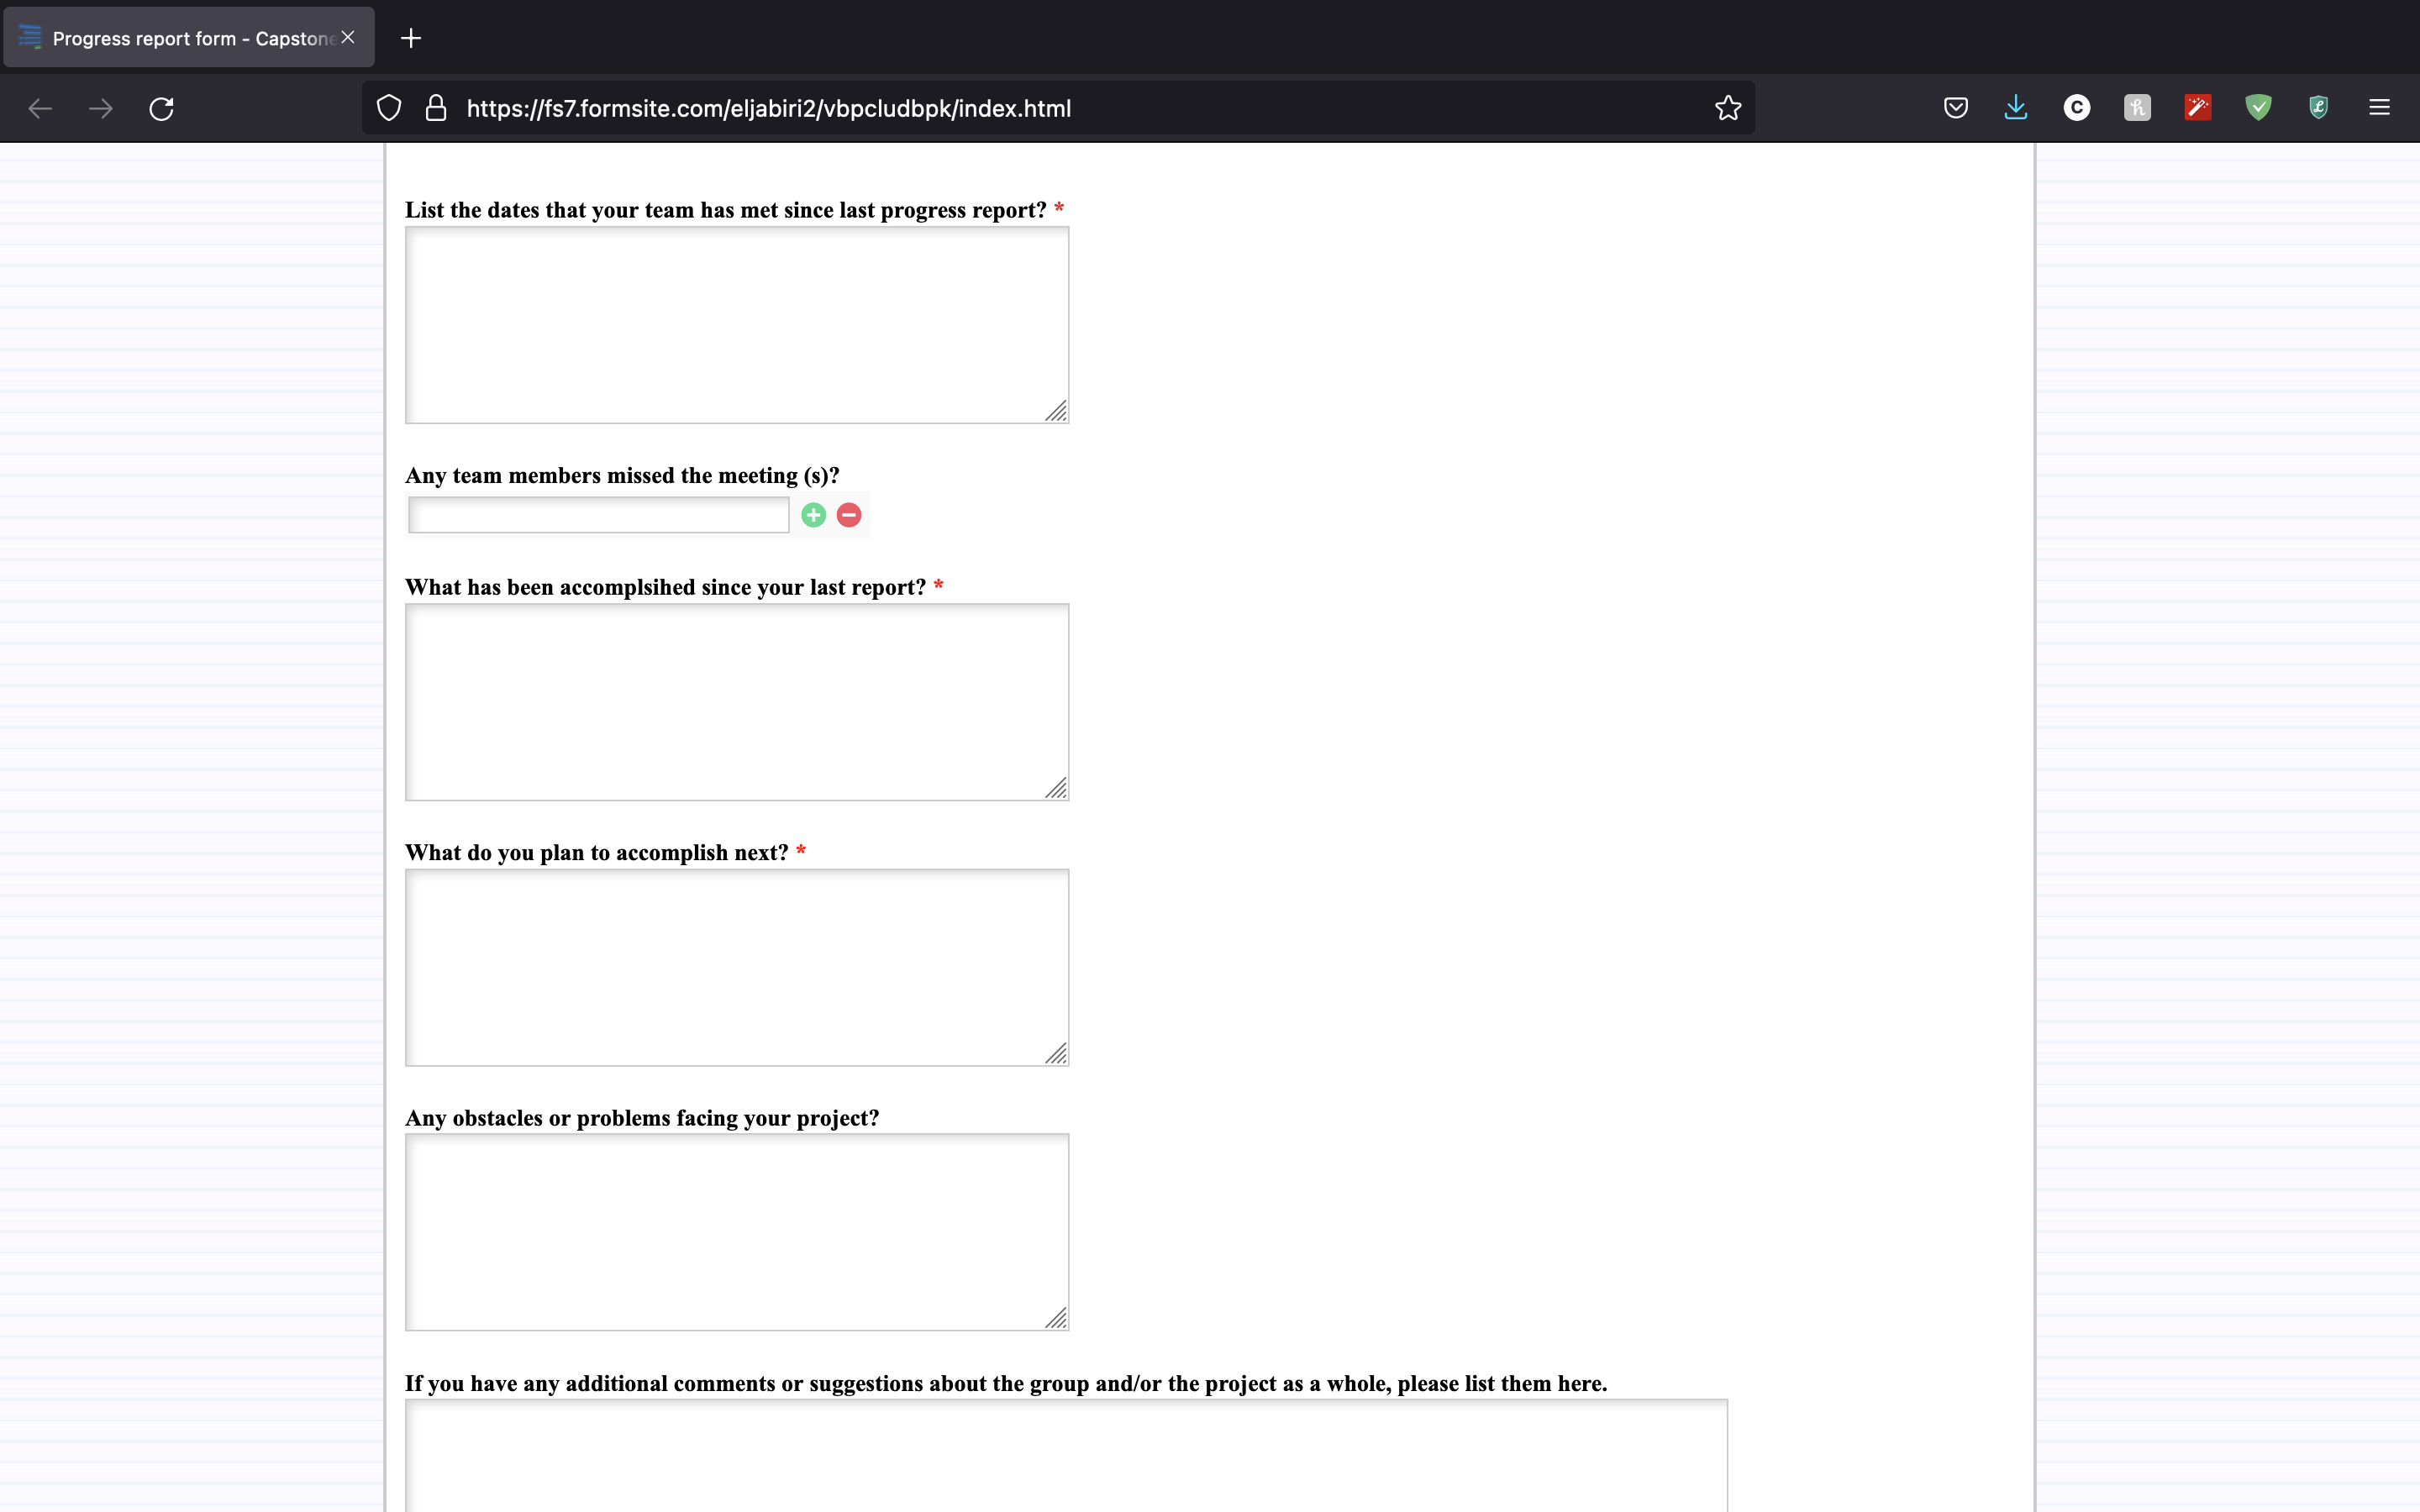 Progress report form - Capstone
https://fs7.formsite.com/eljabiri2/vbpcludbpk/index.html
List the dates that your team has met since last progress report? *
Any team members missed the meeting (s)?
What has been accomplsihed since your last report? *
What do you plan to accomplish next? *
Any obstacles or problems facing your project?
If you have any additional comments or suggestions about the group and/or the project as a whole, please list them here.